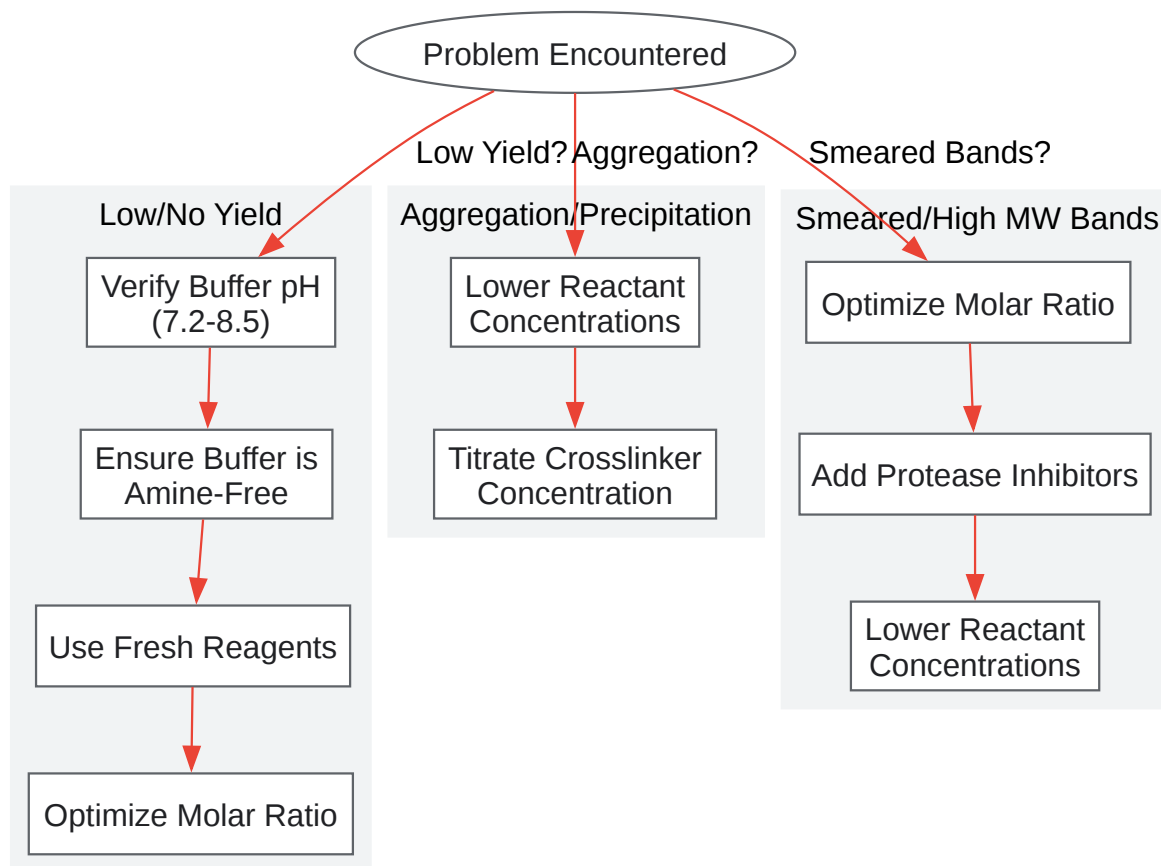 Problem Encountered
Low Yield?
Aggregation?
Smeared Bands?
Low/No Yield
Verify Buffer pH
(7.2-8.5)
Ensure Buffer is
Amine-Free
Use Fresh Reagents
Optimize Molar Ratio
Aggregation/Precipitation
Lower Reactant
Concentrations
Titrate Crosslinker
Concentration
Smeared/High MW Bands
Optimize Molar Ratio
Add Protease Inhibitors
Lower Reactant
Concentrations